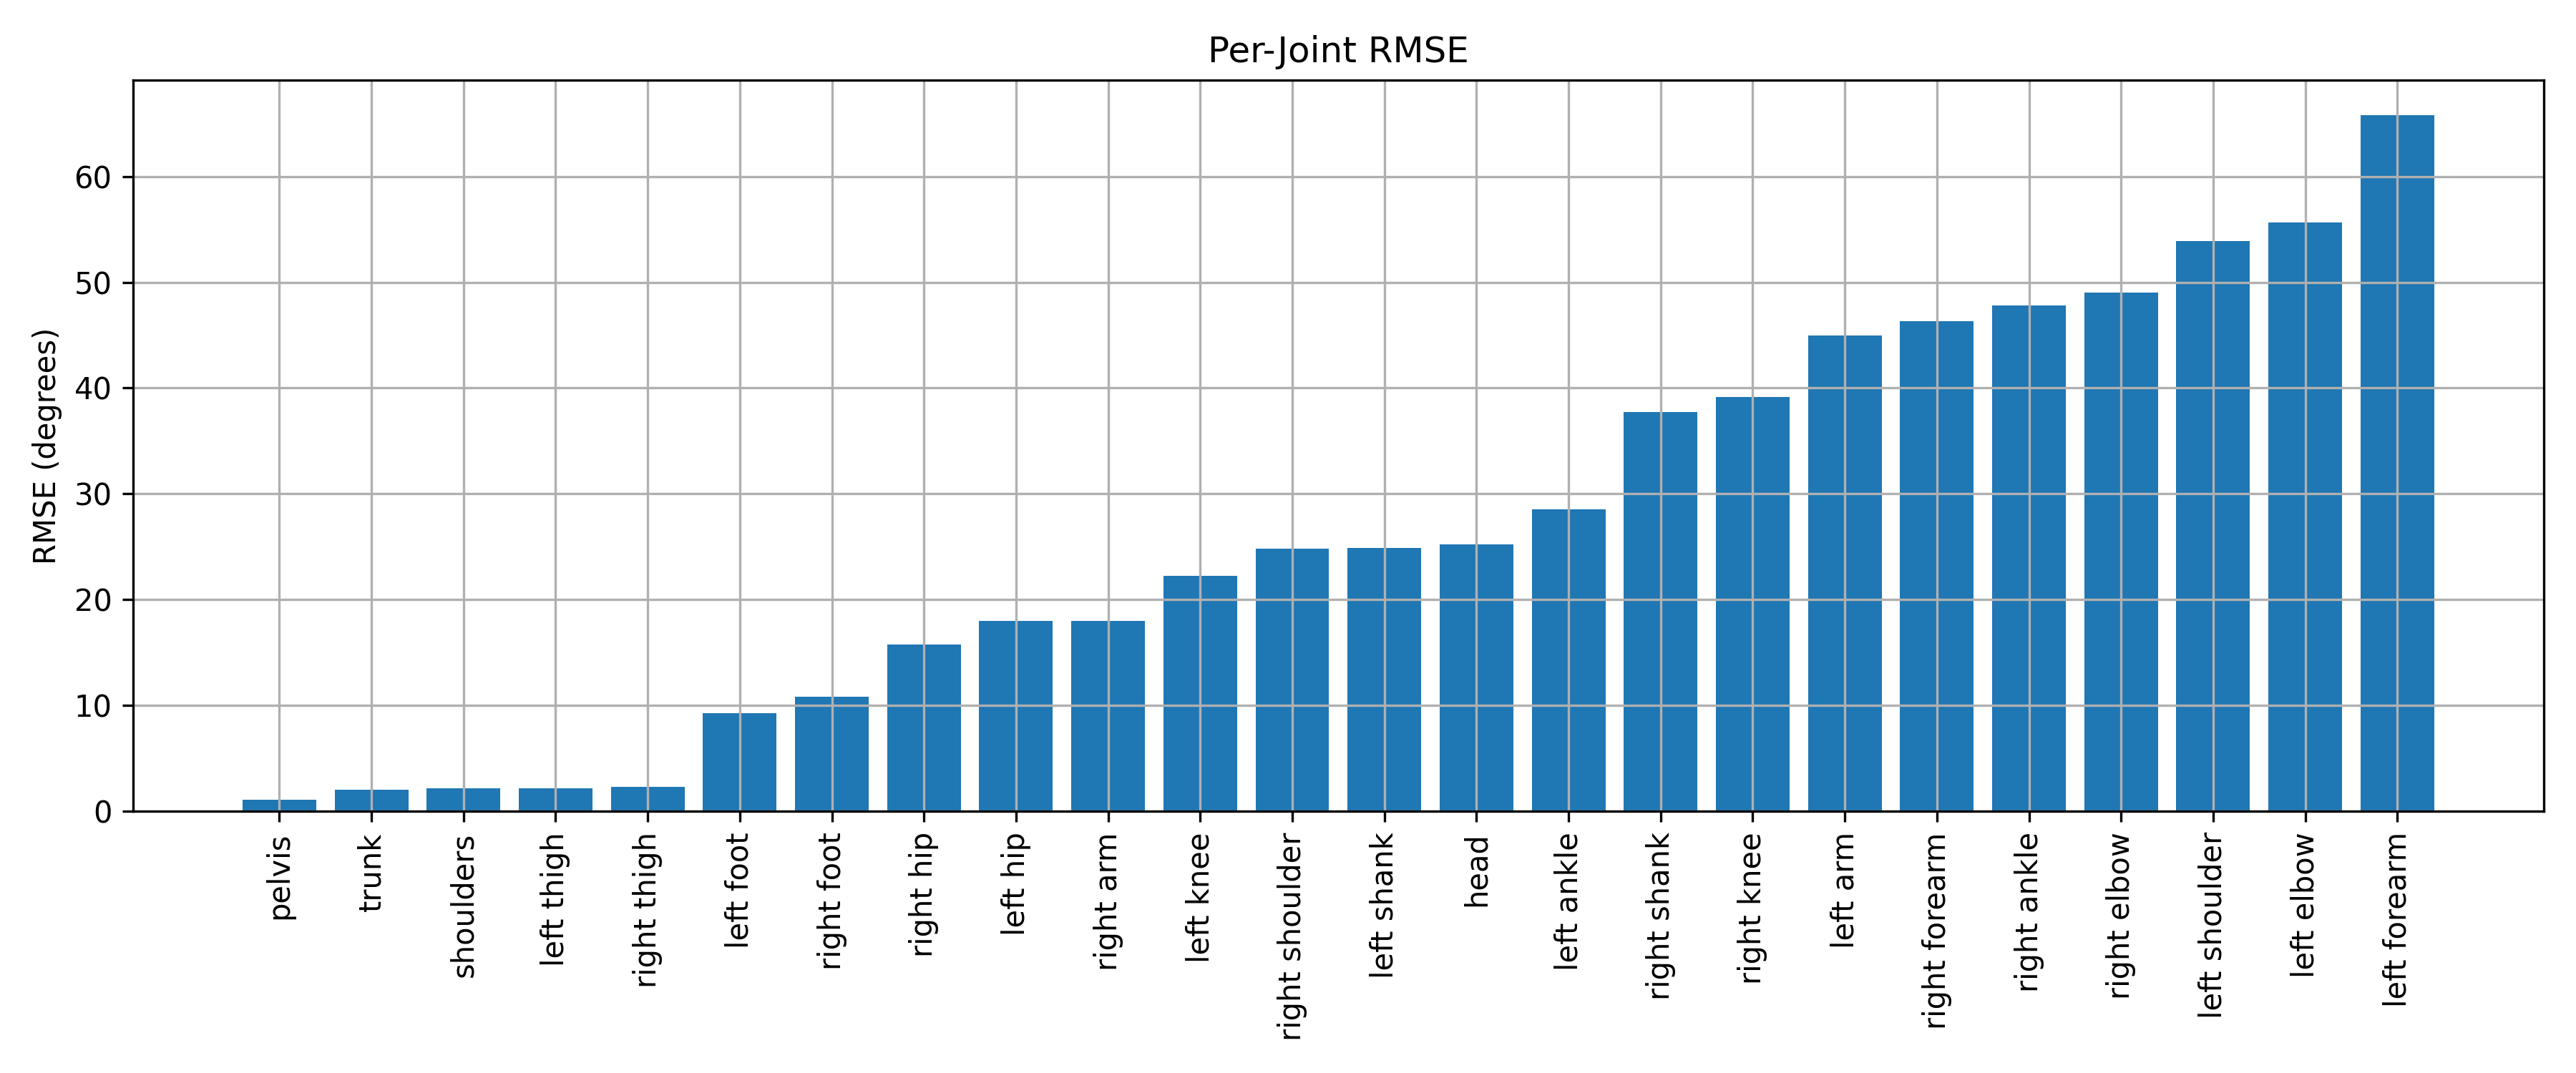 Per-Joint RMSE
RMSE (degrees)
60
50
40
30
20
10
0
pelvis
trunk
shoulders
left thigh
right thigh
left foot
right foot
right hip
left hip
right arm
left knee
right shoulder
left shank
head
left ankle
right shank
right knee
left arm
right forearm
right ankle
right elbow
left shoulder
left elbow
left forearm